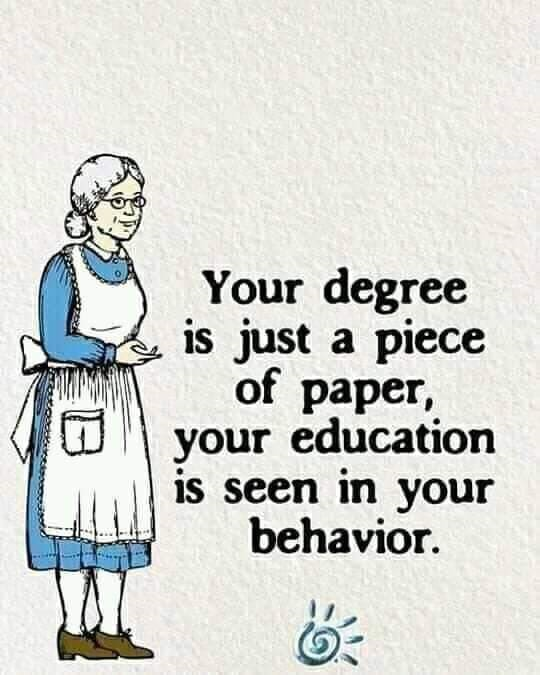 Your degree
is just a piece
of paper,
your education
is seen in your
behavior.